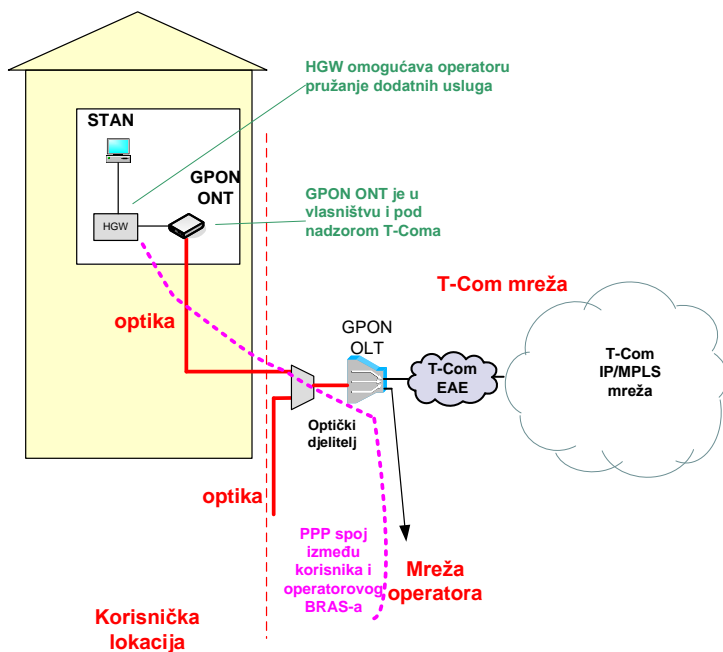 HGW omogućava operatoru
pružanje dodatnih usluga
STAN
GPON
ONT
HGW
GPON ONT je u
vlasništvu i pod
nadzorom T-Coma
T-Com mreža
optika
GPON
OLT
T-Com
EAE
T-Com
IP/MPLS
mreža
Optički
djelitelj
optika
PPP spoj
između
korisnika i
operatorovog
BRAS-a
Mreža
operatora
Korisnička
lokacija